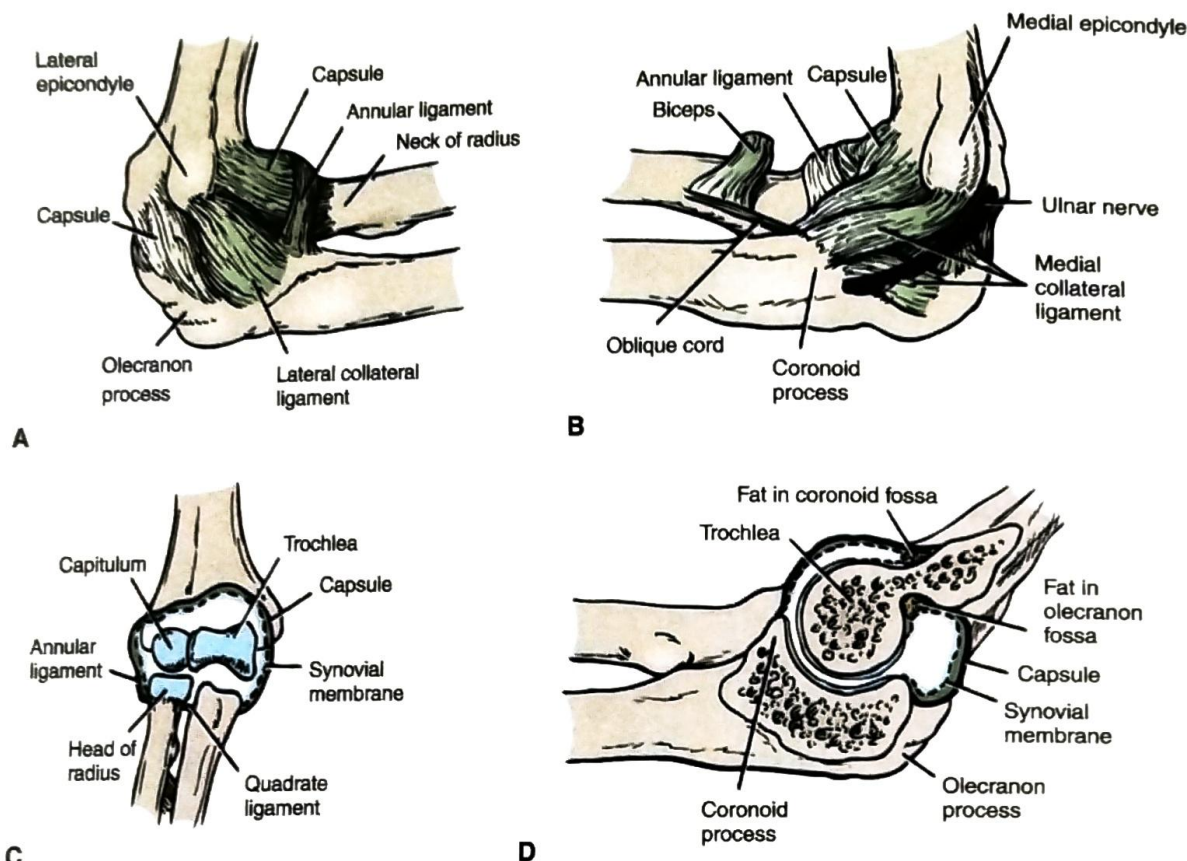 Lateral
epicondyle
Capsule
Annular ligament
Neck of radius
Capsule
Olecranon
process
Lateral collateral
ligament
A
Medial epicondyle
Annular ligament
Capsule
Biceps
Ulnar nerve
Medial
collateral
ligament
Oblique cord
Coronoid
process
B
Capitulum
Trochlea
Capsule
Annular
ligament
Synovial
membrane
Head of
radius
Quadrate
ligament
C
Fat in coronoid fossa
Trochlea
Fat in
olecranon
fossa
Capsule
Synovial
membrane
Olecranon
process
Coronoid
process
D